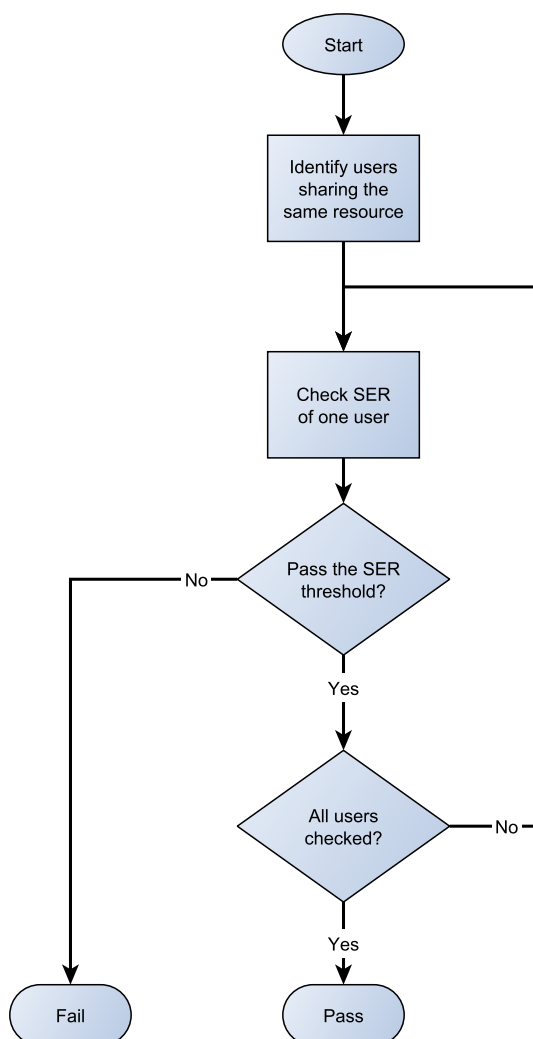 Start
Identify users
sharing the
same resource
Check SER
of one user
Pass the SER
threshold?
No
Yes
All users
checked?
No
Yes
Fail
Pass